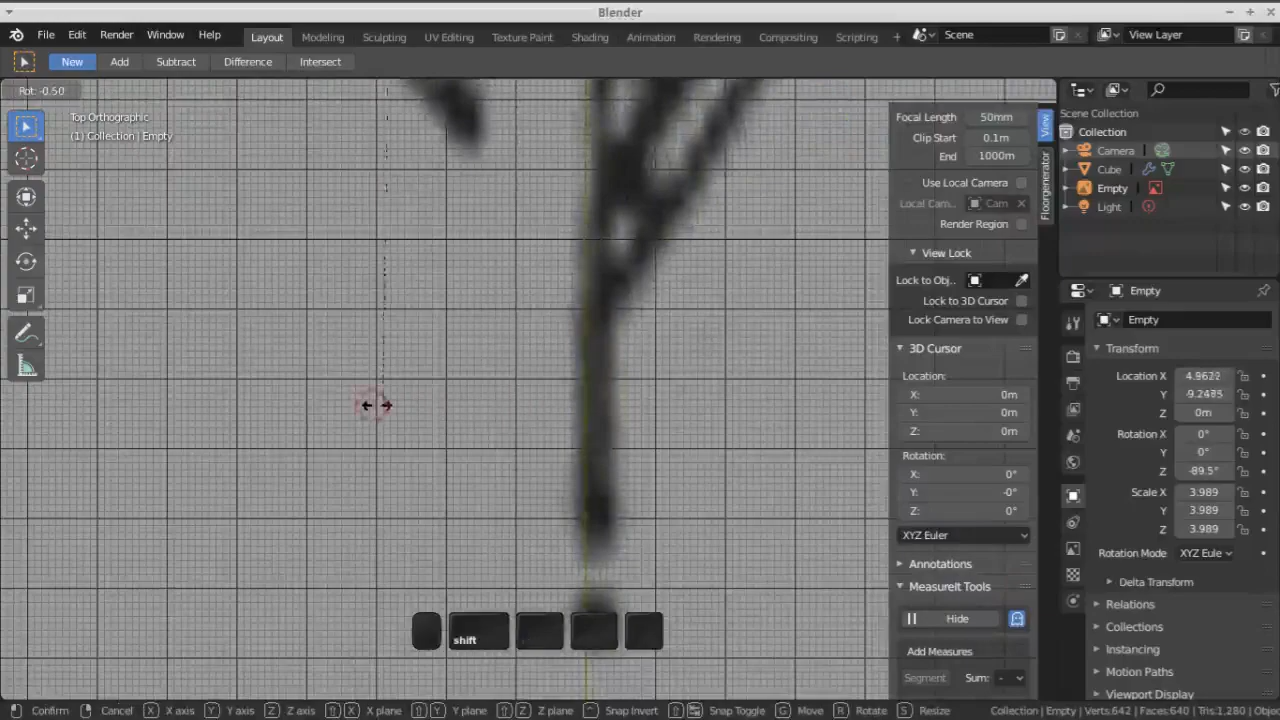 Blender
File Edit Render Window Help Layout Modeling Sculpting UV Editing Texture Paint Shading Animation Rendering Compositing Scripting + Scene View Layer
New Add Subtract Difference Intersect
Rot: -0.50
Top Orthographic
(1) Collection | Empty
Focal Length 50mm
Clip Start 0.1m
End 1000m
Use Local Camera
Local Cam.. Cam
Render Region
View Lock
Lock to Obj..
Lock to 3D Cursor
Lock Camera to View
3D Cursor
Location:
X: 0m
Y: 0m
Z: 0m
Rotation:
X: 0°
Y: -0°
Z: 0°
XYZ Euler
Annotations
MeasureIt Tools
Hide
Add Measures
Segment Sum: -
View
Floorgenerator
Scene Collection
Collection
Camera
Cube
Empty
Light
Empty
Empty
Transform
Location X 4.9622
Y -9.2485
Z 0m
Rotation X 0°
Y 0°
Z -89.5°
Scale X 3.989
Y 3.989
Z 3.989
Rotation Mode XYZ Eule
Delta Transform
Relations
Collections
Instancing
Motion Paths
Viewport Display
shift
Confirm Cancel X X axis Y Y axis Z Z axis X X plane Y Y plane Z Z plane Snap Invert Snap Toggle G Move R Rotate S Resize Collection | Empty | Verts:642 | Faces:640 | Tris:1,280 | Objec